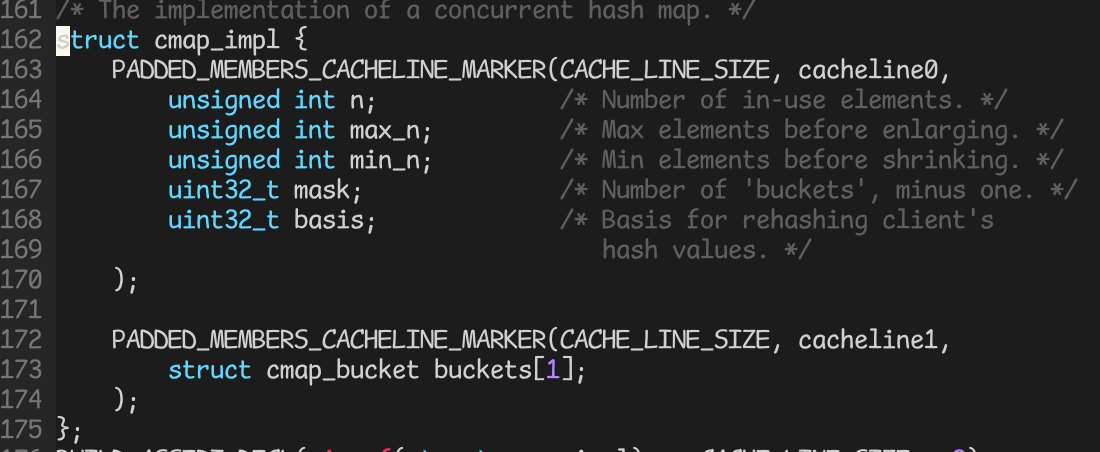 161 /* The implementation of a concurrent hash map. */
162 struct cmap_impl {
163     PADDED_MEMBERS_CACHELINE_MARKER(CACHE_LINE_SIZE, cacheline0,
164         unsigned int n;             /* Number of in-use elements. */
165         unsigned int max_n;         /* Max elements before enlarging. */
166         unsigned int min_n;         /* Min elements before shrinking. */
167         uint32_t mask;              /* Number of 'buckets', minus one. */
168         uint32_t basis;             /* Basis for rehashing client's
169                                        hash values. */
170     );
171
172     PADDED_MEMBERS_CACHELINE_MARKER(CACHE_LINE_SIZE, cacheline1,
173         struct cmap_bucket buckets[1];
174     );
175 };